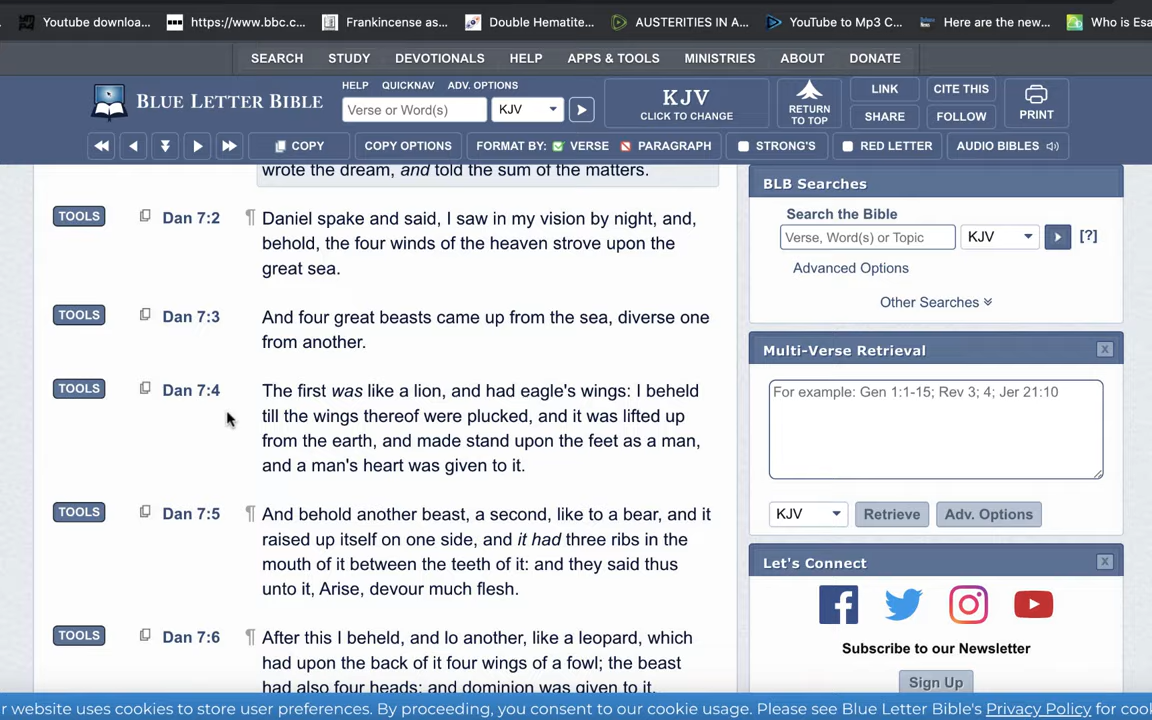 Youtube downloa...
https://www.bbc.c...
Frankincense as...
Double Hematite...
AUSTERITIES IN A...
YouTube to Mp3 C...
Here are the new...
Who is Esa
SEARCH STUDY DEVOTIONALS HELP APPS & TOOLS MINISTRIES ABOUT DONATE
BLUE LETTER BIBLE
HELP QUICKNAV ADV. OPTIONS
Verse or Word(s) KJV
KJV
CLICK TO CHANGE
RETURN
TO TOP
LINK
SHARE
CITE THIS
FOLLOW
PRINT
COPY COPY OPTIONS FORMAT BY: VERSE PARAGRAPH STRONG'S RED LETTER AUDIO BIBLES
wrote the dream, and told the sum of the matters.
TOOLS Dan 7:2 ¶ Daniel spake and said, I saw in my vision by night, and,
behold, the four winds of the heaven strove upon the
great sea.
TOOLS Dan 7:3 And four great beasts came up from the sea, diverse one
from another.
TOOLS Dan 7:4 The first was like a lion, and had eagle's wings: I beheld
till the wings thereof were plucked, and it was lifted up
from the earth, and made stand upon the feet as a man,
and a man's heart was given to it.
TOOLS Dan 7:5 ¶ And behold another beast, a second, like to a bear, and it
raised up itself on one side, and it had three ribs in the
mouth of it between the teeth of it: and they said thus
unto it, Arise, devour much flesh.
TOOLS Dan 7:6 ¶ After this I beheld, and lo another, like a leopard, which
had upon the back of it four wings of a fowl; the beast
had also four heads; and dominion was given to it.
BLB Searches
Search the Bible
Verse, Word(s) or Topic KJV [?]
Advanced Options
Other Searches
Multi-Verse Retrieval X
For example: Gen 1:1-15; Rev 3; 4; Jer 21:10
KJV Retrieve Adv. Options
Let's Connect X
Subscribe to our Newsletter
Sign Up
r website uses cookies to store user preferences. By proceeding, you consent to our cookie usage. Please see Blue Letter Bible's Privacy Policy for cook